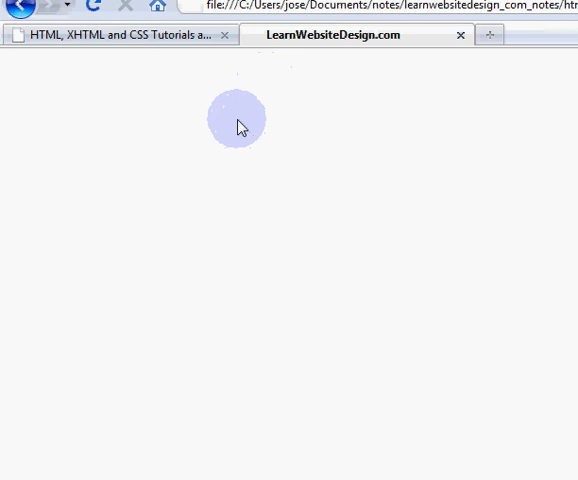 file:///C:/Users/jose/Documents/notes/learnwebsitedesign_com_notes/htr
HTML, XHTML and CSS Tutorials a... LearnWebsiteDesign.com